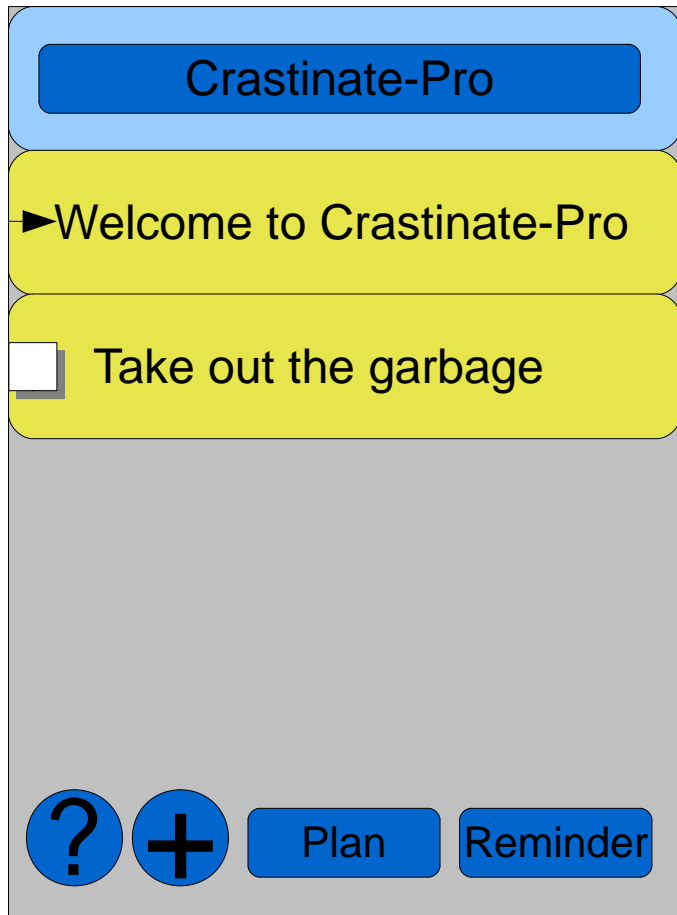 Crastinate-Pro
Welcome to Crastinate-Pro
Take out the garbage
? + Plan Reminder